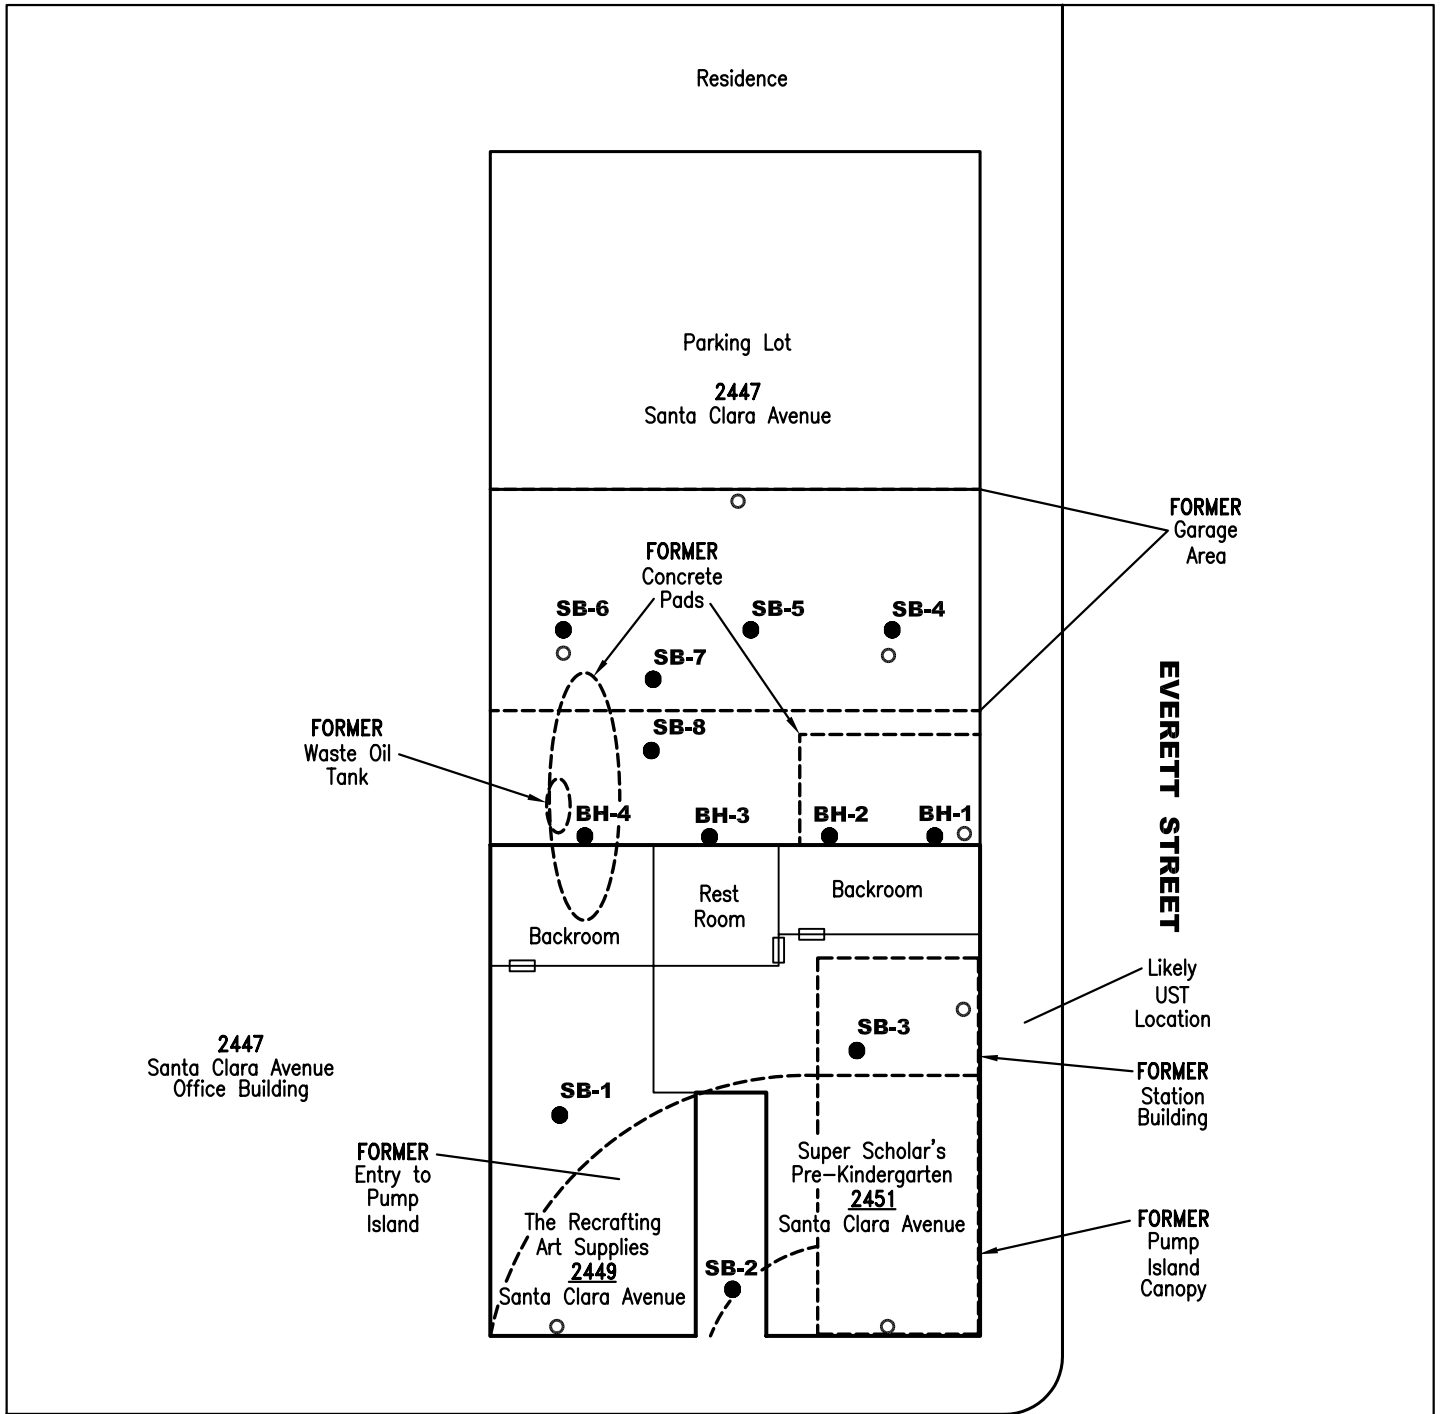 Residence
Parking Lot
2447
Santa Clara Avenue
FORMER
Garage
Area
FORMER
Concrete
Pads
SB-6
SB-5
SB-4
SB-7
SB-8
FORMER
Waste Oil
Tank
BH-4
BH-3
BH-2
BH-1
EVERETT STREET
Backroom
Rest
Room
Backroom
Likely
UST
Location
SB-3
2447
Santa Clara Avenue
Office Building
FORMER
Station
Building
SB-1
FORMER
Entry to
Pump
Island
Super Scholar's
Pre-Kindergarten
2451
Santa Clara Avenue
The Recrafting
Art Supplies
2449
Santa Clara Avenue
SB-2
FORMER
Pump
Island
Canopy